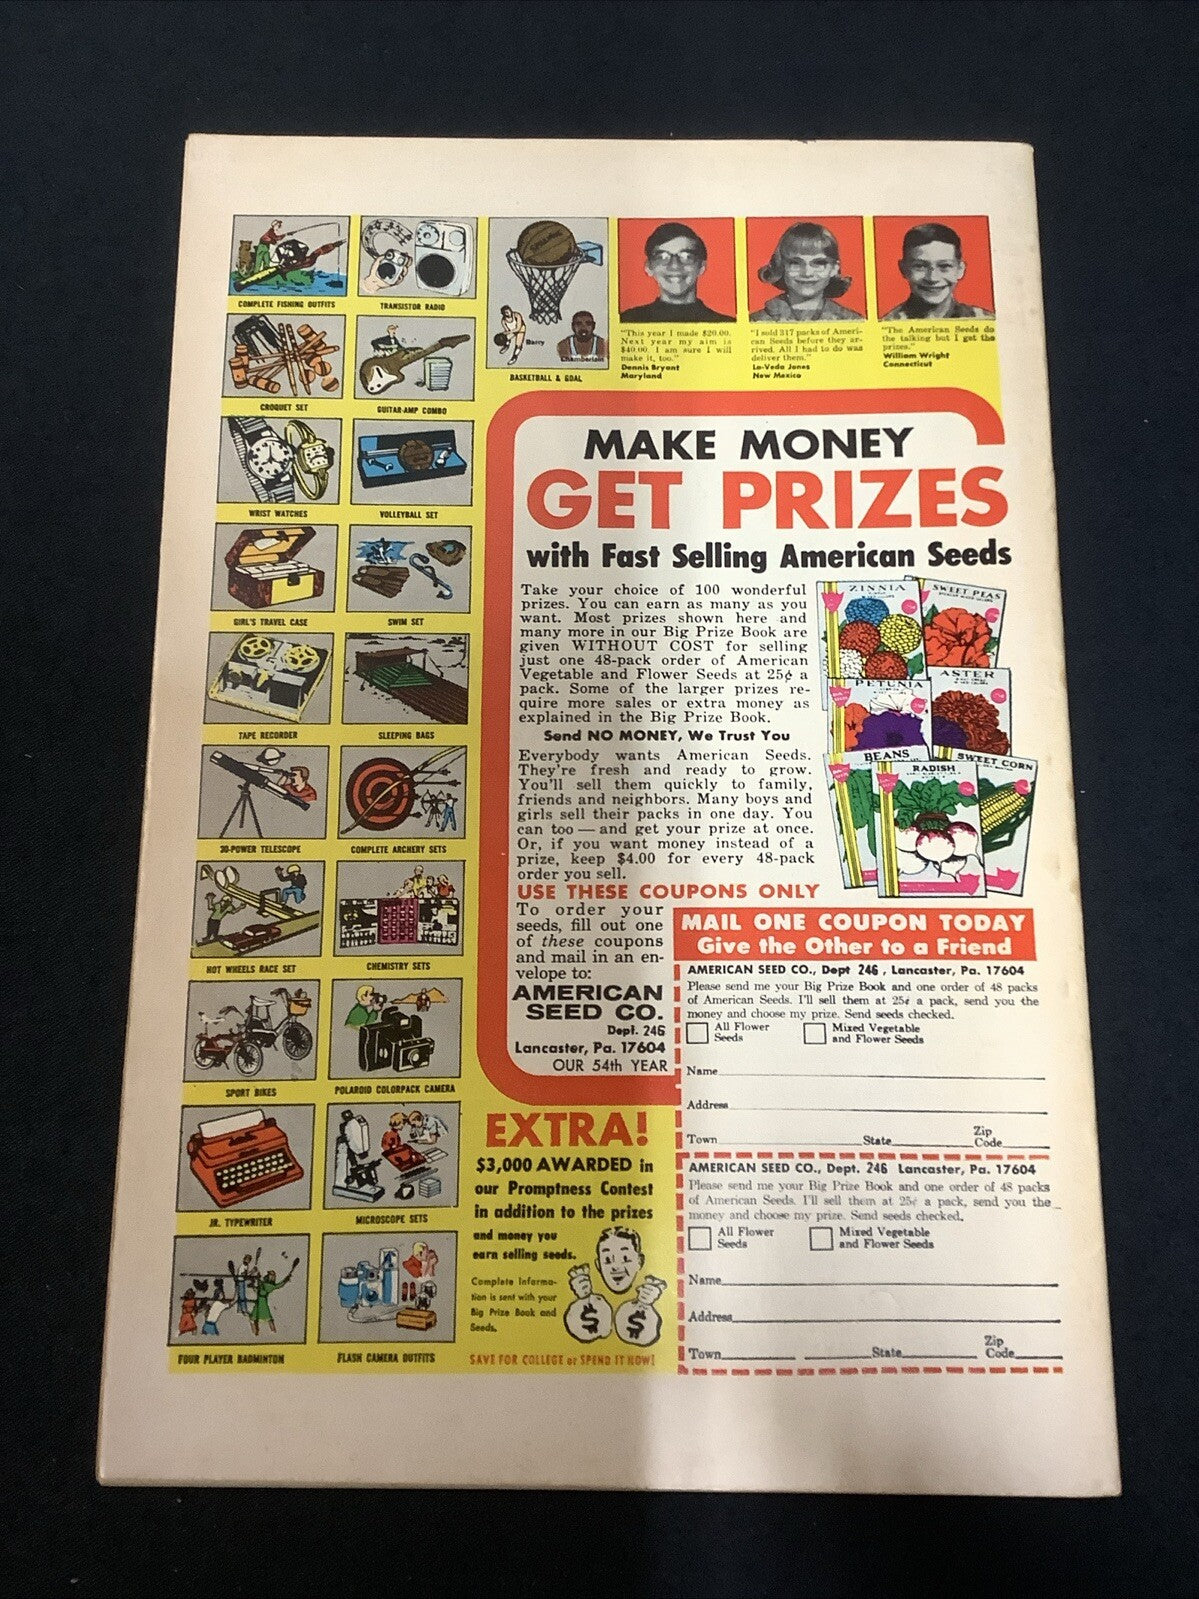 COMPLETE FISHING OUTFITS
TRANSISTOR RADIO
CROQUET SET
GUITAR-AMP COMBO
WRIST WATCHES
VOLLEYBALL SET
GIRL'S TRAVEL CASE
SWIM SET
TAPE RECORDER
SLEEPING BAGS
30-POWER TELESCOPE
COMPLETE ARCHERY SETS
HOT WHEELS RACE SET
CHEMISTRY SETS
SPORT BIKES
POLAROID COLORPACK CAMERA
JR. TYPEWRITER
MICROSCOPE SETS
FOUR PLAYER BADMINTON
FLASH CAMERA OUTFITS
Barry
Chamberlain
BASKETBALL & GOAL
"This year I made $20.00.
Next year my aim is
$40.00. I am sure I will
make it, too."
Dennis Bryant
Maryland
"I sold 317 packs of Ameri-
can Seeds before they ar-
rived. All I had to do was
deliver them."
La-Veda Jones
New Mexico
"The American Seeds do
the talking but I get the
prizes."
William Wright
Connecticut
MAKE MONEY
GET PRIZES
with Fast Selling American Seeds
Take your choice of 100 wonderful
prizes. You can earn as many as you
want. Most prizes shown here and
many more in our Big Prize Book are
given WITHOUT COST for selling
just one 48-pack order of American
Vegetable and Flower Seeds at 25¢ a
pack. Some of the larger prizes re-
quire more sales or extra money as
explained in the Big Prize Book.
Send NO MONEY, We Trust You
Everybody wants American Seeds.
They're fresh and ready to grow.
You'll sell them quickly to family,
friends and neighbors. Many boys and
girls sell their packs in one day. You
can too — and get your prize at once.
Or, if you want money instead of a
prize, keep $4.00 for every 48-pack
order you sell.
ZINNIA
SWEET PEAS
PETUNIA
ASTER
BEANS
SWEET CORN
RADISH
USE THESE COUPONS ONLY
To order your
seeds, fill out one
of these coupons
and mail in an en-
velope to:
AMERICAN
SEED CO.
Dept. 246
Lancaster, Pa. 17604
OUR 54th YEAR
MAIL ONE COUPON TODAY
Give the Other to a Friend
AMERICAN SEED CO., Dept 246, Lancaster, Pa. 17604
Please send me your Big Prize Book and one order of 48 packs
of American Seeds. I'll sell them at 25¢ a pack, send you the
money and choose my prize. Send seeds checked.
All Flower Seeds
Mixed Vegetable and Flower Seeds
Name
Address
Town State Zip Code
AMERICAN SEED CO., Dept. 246 Lancaster, Pa. 17604
Please send me your Big Prize Book and one order of 48 packs
of American Seeds. I'll sell them at 25¢ a pack, send you the
money and choose my prize. Send seeds checked.
All Flower Seeds
Mixed Vegetable and Flower Seeds
Name
Address
Town State Zip Code
EXTRA!
$3,000 AWARDED in
our Promptness Contest
in addition to the prizes
and money you
earn selling seeds.
Complete Informa-
tion is sent with your
Big Prize Book and
Seeds.
$ $
SAVE FOR COLLEGE or SPEND IT NOW!